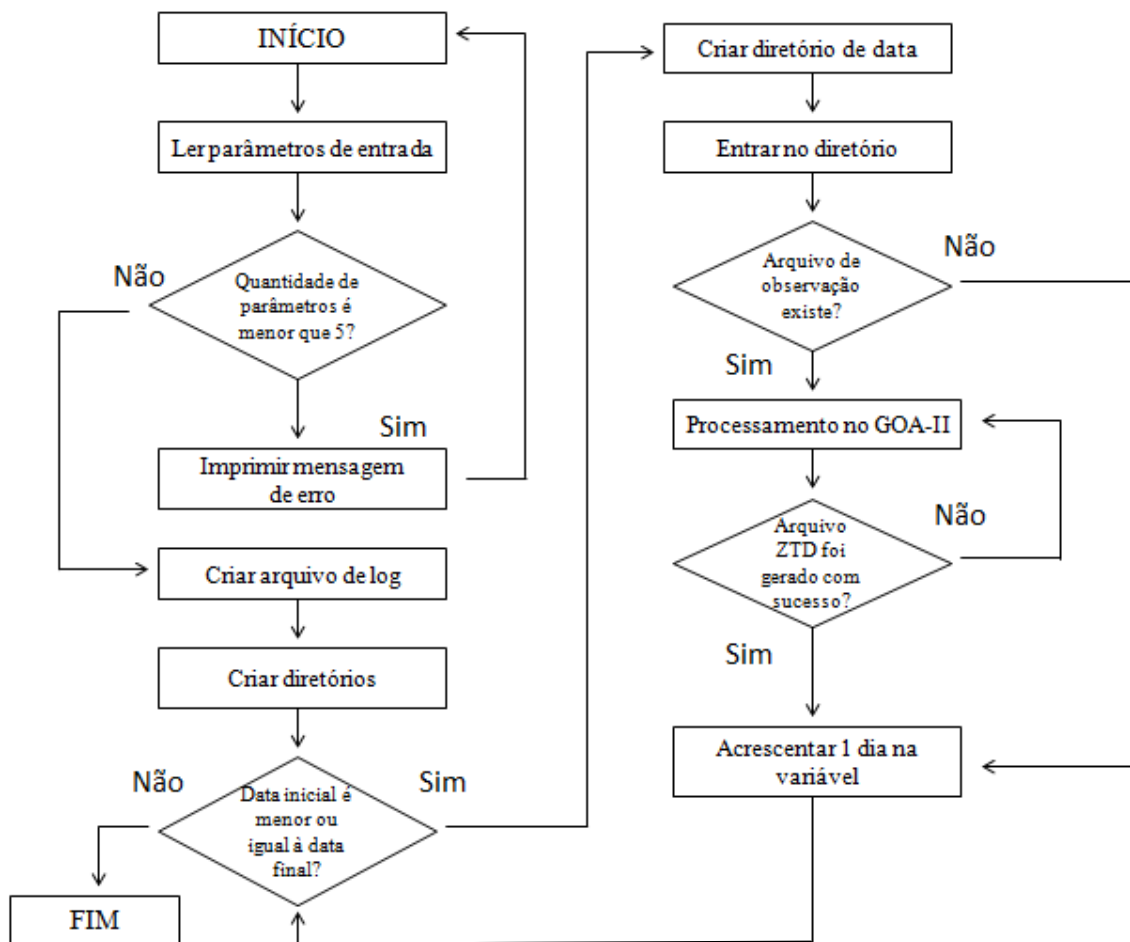 INÍCIO
Ler parâmetros de entrada
Não
Quantidade de
parâmetros é
menor que 5?
Sim
Imprimir mensagem
de erro
Criar arquivo de log
Criar diretórios
Não
Sim
Data inicial é
menor ou
igual à data
final?
FIM
Criar diretório de data
Entrar no diretório
Não
Arquivo de
observação
existe?
Sim
Processamento no GOA-II
Não
Arquivo
ZTD foi
gerado com
sucesso?
Sim
Acrescentar 1 dia na
variável